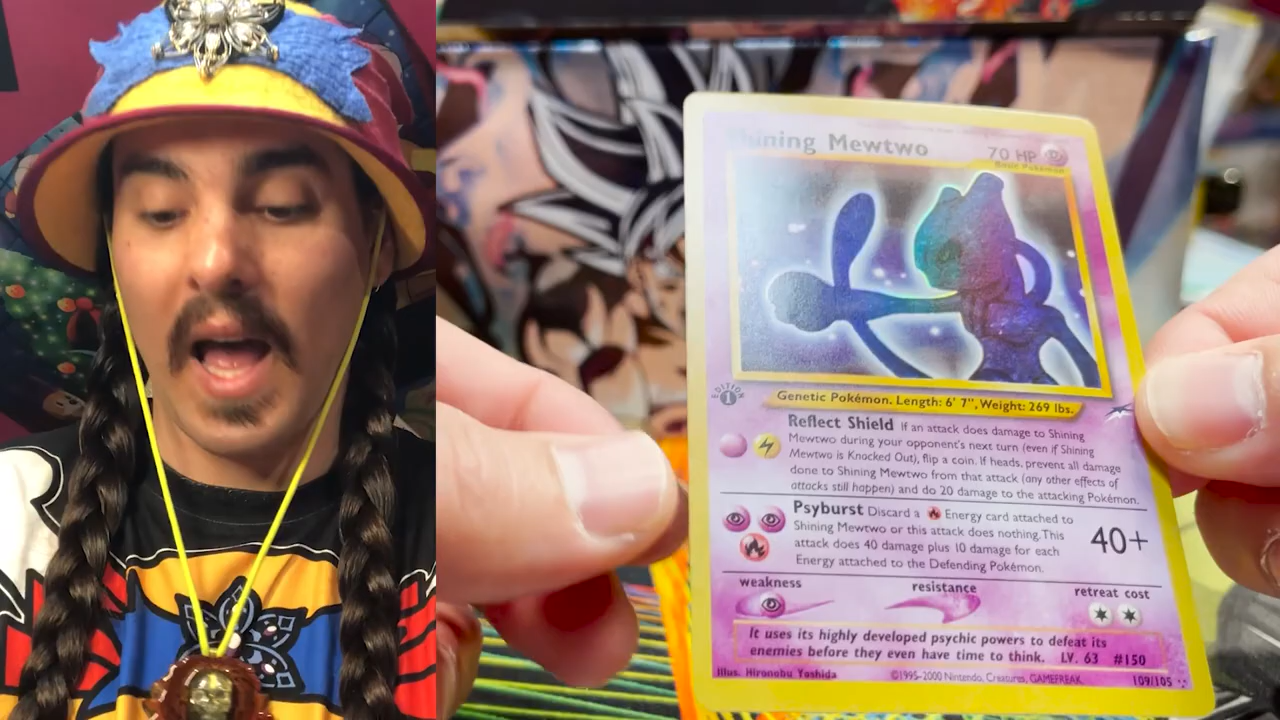 Shining Mewtwo
70 HP
Basic Pokémon
EDITION
1
Genetic Pokémon. Length: 6' 7", Weight: 269 lbs.
Reflect Shield If an attack does damage to Shining
Mewtwo during your opponent's next turn (even if Shining
Mewtwo is Knocked Out), flip a coin. If heads, prevent all damage
done to Shining Mewtwo from that attack (any other effects of
attacks still happen) and do 20 damage to the attacking Pokémon.
Psyburst Discard a Energy card attached to
Shining Mewtwo or this attack does nothing. This
attack does 40 damage plus 10 damage for each
Energy attached to the Defending Pokémon.
40+
weakness
resistance
retreat cost
It uses its highly developed psychic powers to defeat its
enemies before they even have time to think. LV. 63 #150
Illus. Hironobu Yoshida
©1995-2000 Nintendo, Creatures, GAMEFREAK.
109/105